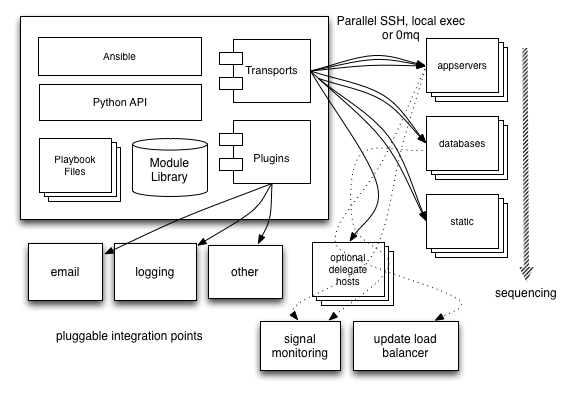 Parallel SSH, local exec
or 0mq
Ansible
Transports
appservers
Python API
databases
Playbook
Files
Module
Library
Plugins
static
email
logging
other
optional
delegate
hosts
sequencing
pluggable integration points
signal
monitoring
update load
balancer